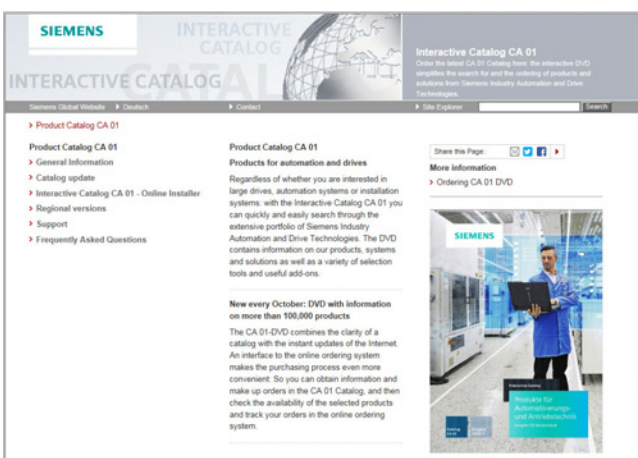 SIEMENS
INTERACTIVE
CATALOG
INTERACTIVE CATALOG
CATAL
Interactive Catalog CA 01
Order the latest CA 01 Catalog here: the interactive DVD
simplifies the search for and the ordering of products and
solutions from Siemens Industry Automation and Drive
Technologies.
Siemens Global Website Deutsch Contact Site Explorer Search
Product Catalog CA 01
Product Catalog CA 01
General Information
Catalog update
Interactive Catalog CA 01 - Online Installer
Regional versions
Support
Frequently Asked Questions
Product Catalog CA 01
Products for automation and drives
Regardless of whether you are interested in
large drives, automation systems or installation
systems: with the Interactive Catalog CA 01 you
can quickly and easily search through the
extensive portfolio of Siemens Industry
Automation and Drive Technologies. The DVD
contains information on our products, systems
and solutions as well as a variety of selection
tools and useful add-ons.
New every October: DVD with information
on more than 100,000 products
The CA 01-DVD combines the clarity of a
catalog with the instant updates of the Internet.
An interface to the online ordering system
makes the purchasing process even more
convenient: So you can obtain information and
make up orders in the CA 01 Catalog, and then
check the availability of the selected products
and track your orders in the online ordering
system.
Share this Page:
More information
Ordering CA 01 DVD
SIEMENS
Interactive Catalog
Produkte für
Automatisierungs-
und Antriebstechnik
Catalog
CA 01